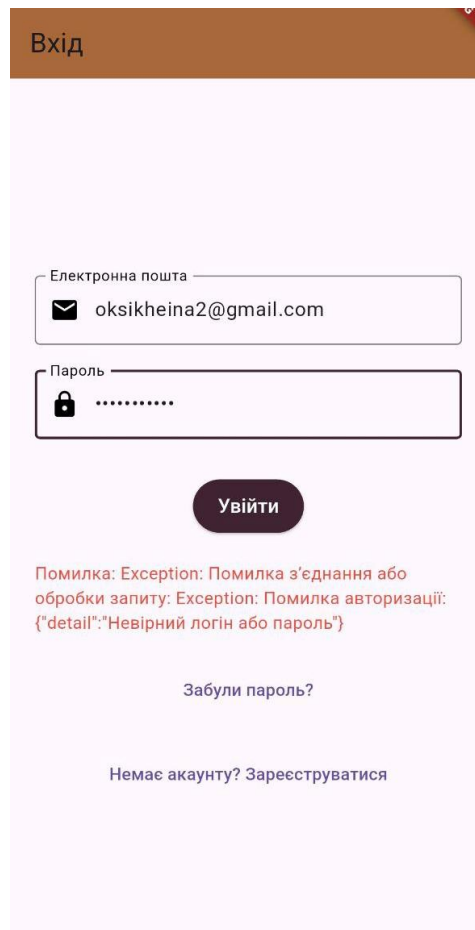 Вхід
Електронна пошта
oksikheina2@gmail.com
Пароль
•••••••••••
Увійти
Помилка: Exception: Помилка з’єднання або
обробки запиту: Exception: Помилка авторизації:
{"detail":"Невірний логін або пароль"}
Забули пароль?
Немає акаунту? Зареєструватися